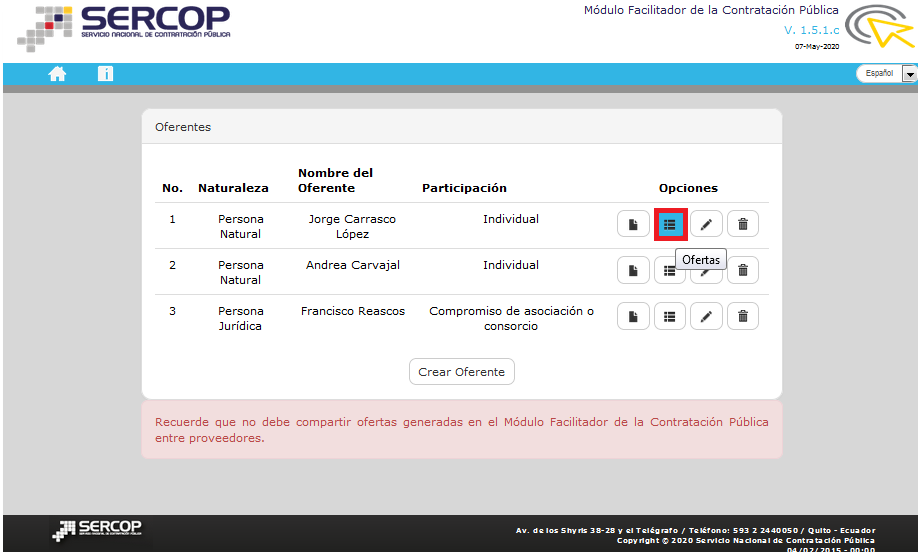 SERCOP
SERVICIO NACIONAL DE CONTRATACIÓN PÚBLICA
Módulo Facilitador de la Contratación Pública
V. 1.5.1.c
07-May-2020
Español
Oferentes
No. Naturaleza Nombre del Oferente Participación Opciones
1 Persona Natural Jorge Carrasco López Individual
Ofertas
2 Persona Natural Andrea Carvajal Individual
3 Persona Jurídica Francisco Reascos Compromiso de asociación o consorcio
Crear Oferente
Recuerde que no debe compartir ofertas generadas en el Módulo Facilitador de la Contratación Pública
entre proveedores.
SERCOP
SERVICIO NACIONAL DE CONTRATACIÓN PÚBLICA
Av. de los Shyris 38-28 y el Telégrafo / Teléfono: 593 2 2440050 / Quito - Ecuador
Copyright © 2020 Servicio Nacional de Contratación Pública
04/02/2015 - 00:00